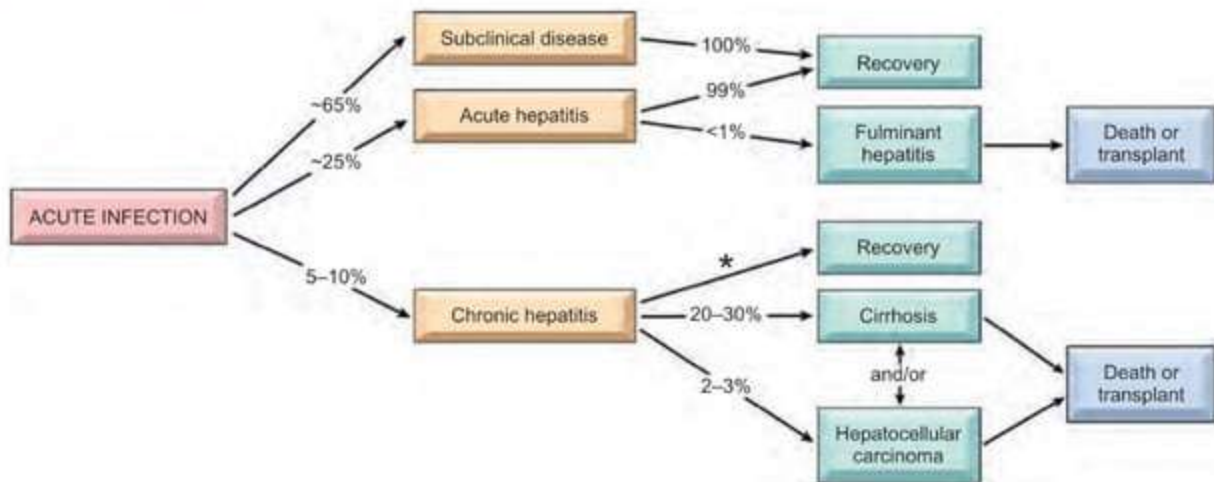 Subclinical disease
100%
Recovery
~65%
99%
Acute hepatitis
<1%
Fulminant
hepatitis
Death or
transplant
~25%
ACUTE INFECTION
5–10%
Chronic hepatitis
*
Recovery
20–30%
Cirrhosis
and/or
2–3%
Hepatocellular
carcinoma
Death or
transplant